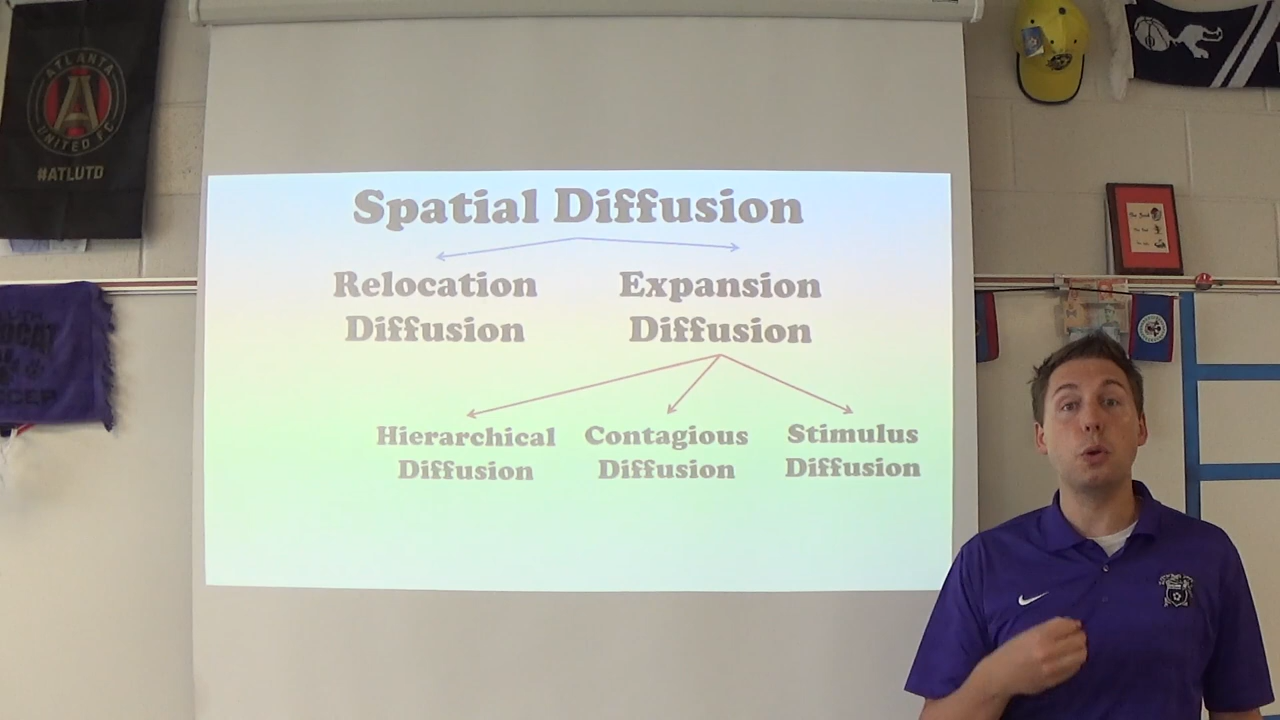 ATLANTA
A
UNITED FC
#ATLUTD
Spatial Diffusion
Relocation
Diffusion
Expansion
Diffusion
Hierarchical
Diffusion
Contagious
Diffusion
Stimulus
Diffusion